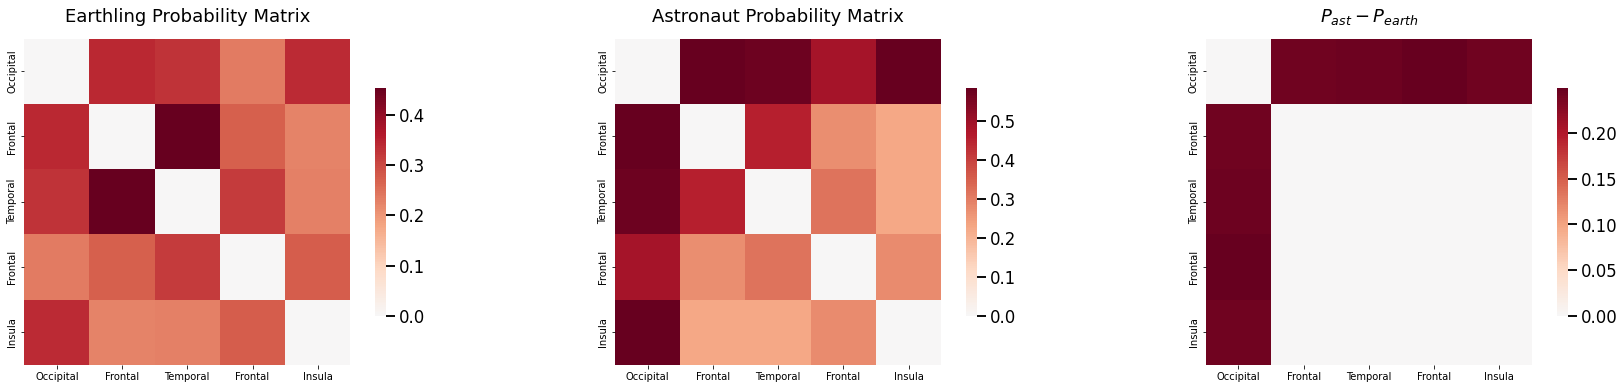 Earthling Probability Matrix
Occipital
Frontal
Temporal
Frontal
Insula
Occipital Frontal Temporal Frontal Insula
0.4
0.3
0.2
0.1
0.0
Astronaut Probability Matrix
Occipital
Frontal
Temporal
Frontal
Insula
Occipital Frontal Temporal Frontal Insula
0.5
0.4
0.3
0.2
0.1
0.0
P_ast − P_earth
Occipital
Frontal
Temporal
Frontal
Insula
Occipital Frontal Temporal Frontal Insula
0.20
0.15
0.10
0.05
0.00